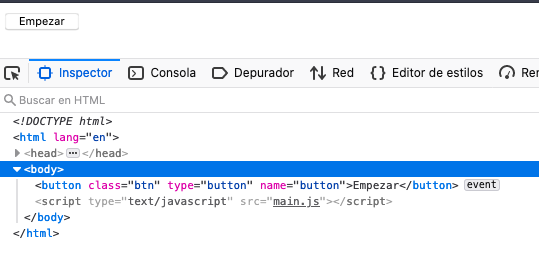 Empezar
Inspector Consola Depurador Red {} Editor de estilos Ren
Buscar en HTML
<!DOCTYPE html>
<html lang="en">
<head>⋯</head>
<body>
<button class="btn" type="button" name="button">Empezar</button> event
<script type="text/javascript" src="main.js"></script>
</body>
</html>